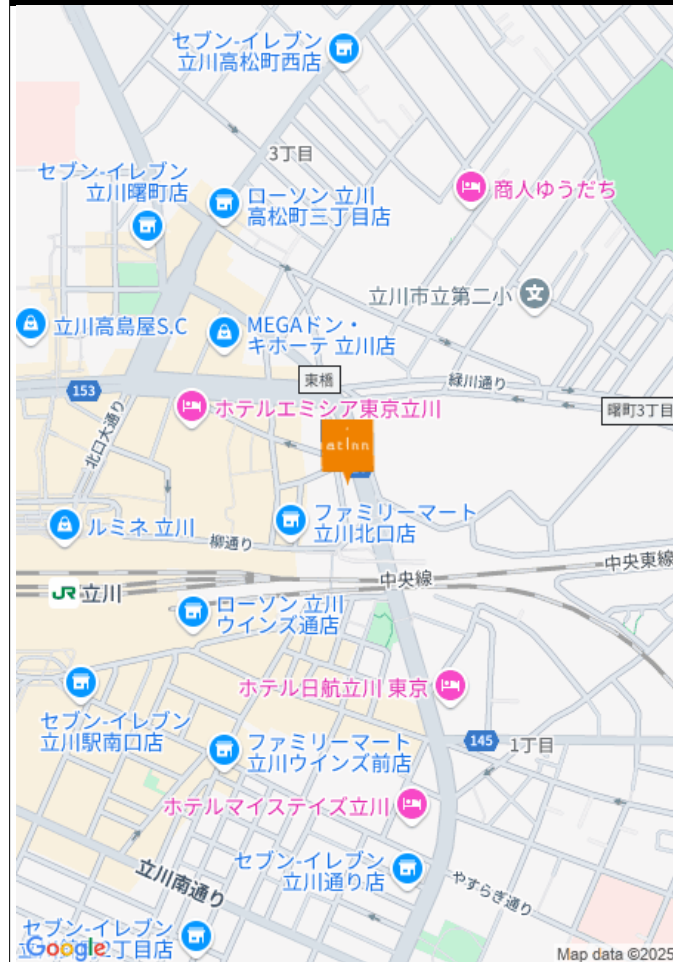 セブン-イレブン
立川高松町西店
3丁目
セブン-イレブン
立川曙町店
ローソン 立川
高松町三丁目店
商人ゆうだち
立川市立第二小
文
立川高島屋S.C
MEGAドン・
キホーテ 立川店
東橋
緑川通り
153
ホテルエミシア東京立川
曙町3丁目
北口大通り
atinn
ファミリーマート
立川北口店
ルミネ 立川
柳通り
中央線
中央東線
JR 立川
ローソン 立川
ウインズ通店
ホテル日航立川 東京
セブン-イレブン
立川駅南口店
145
1丁目
ファミリーマート
立川ウインズ前店
ホテルマイステイズ立川
立川南通り
セブン-イレブン
立川通り店
やすらぎ通り
セブン-イレブン
丁目店
Google
Map data ©2025